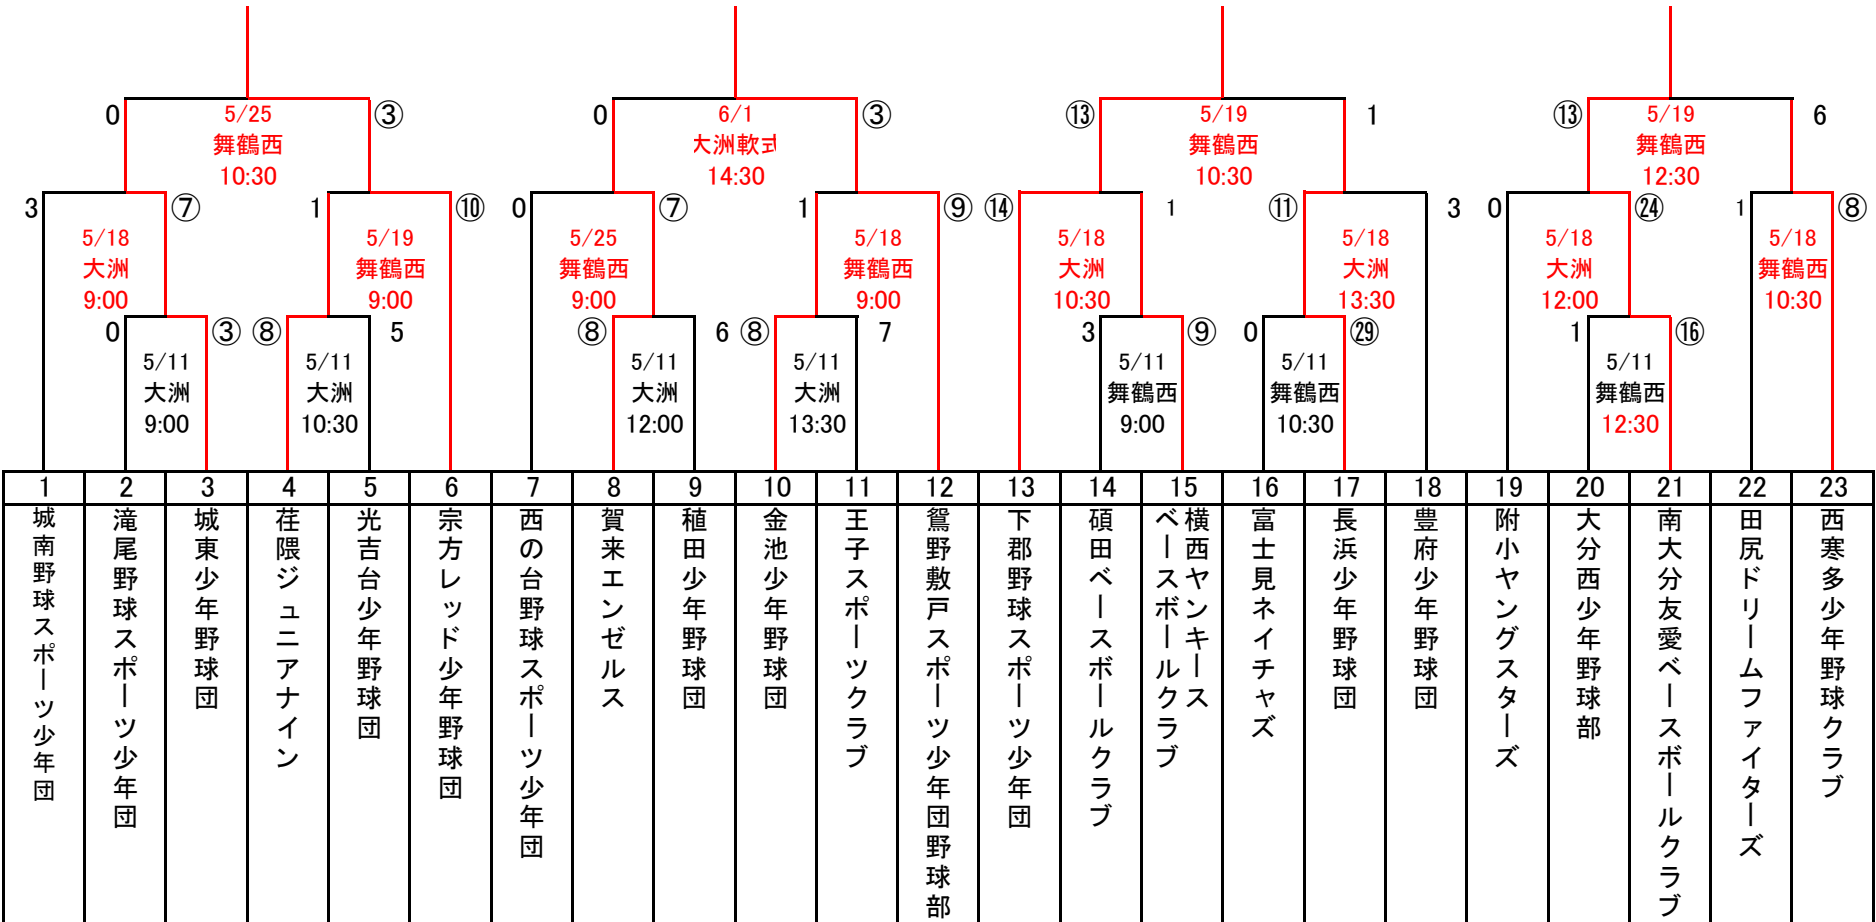 0 5/25 ③ 0 6/1 ③ ⑬ 5/19 1 ⑬ 5/19 6
舞鶴西 大洲軟式 舞鶴西 舞鶴西
10:30 14:30 10:30 12:30
3 ⑦ 1 ⑩ 0 ⑦ 1 ⑨ ⑭ 1 ⑪ 3 0 ㉔ 1 ⑧
5/18 5/19 5/25 5/18 5/18 5/18 5/18 5/18
大洲 舞鶴西 舞鶴西 舞鶴西 大洲 大洲 大洲 舞鶴西
9:00 9:00 9:00 9:00 10:30 13:30 12:00 10:30
0 ③ ⑧ 5 ⑧ 6 ⑧ 7 3 ⑨ 0 ㉙ 1 ⑯
5/11 5/11 5/11 5/11 5/11 5/11 5/11
大洲 大洲 大洲 大洲 舞鶴西 舞鶴西 舞鶴西
9:00 10:30 12:00 13:30 9:00 10:30 12:30
1 2 3 4 5 6 7 8 9 10 11 12 13 14 15 16 17 18 19 20 21 22 23
城南野球スポーツ少年団
滝尾野球スポーツ少年団
城東少年野球団
荏隈ジュニアナイン
光吉台少年野球団
宗方レッド少年野球団
西の台野球スポーツ少年団
賀来エンゼルス
稙田少年野球団
金池少年野球団
王子スポーツクラブ
鴛野敷戸スポーツ少年団野球部
下郡野球スポーツ少年団
碩田ベースボールクラブ
横西ヤンキース
ベースボールクラブ
富士見ネイチャズ
長浜少年野球団
豊府少年野球団
附小ヤングスターズ
大分西少年野球部
南大分友愛ベースボールクラブ
田尻ドリームファイターズ
西寒多少年野球クラブ